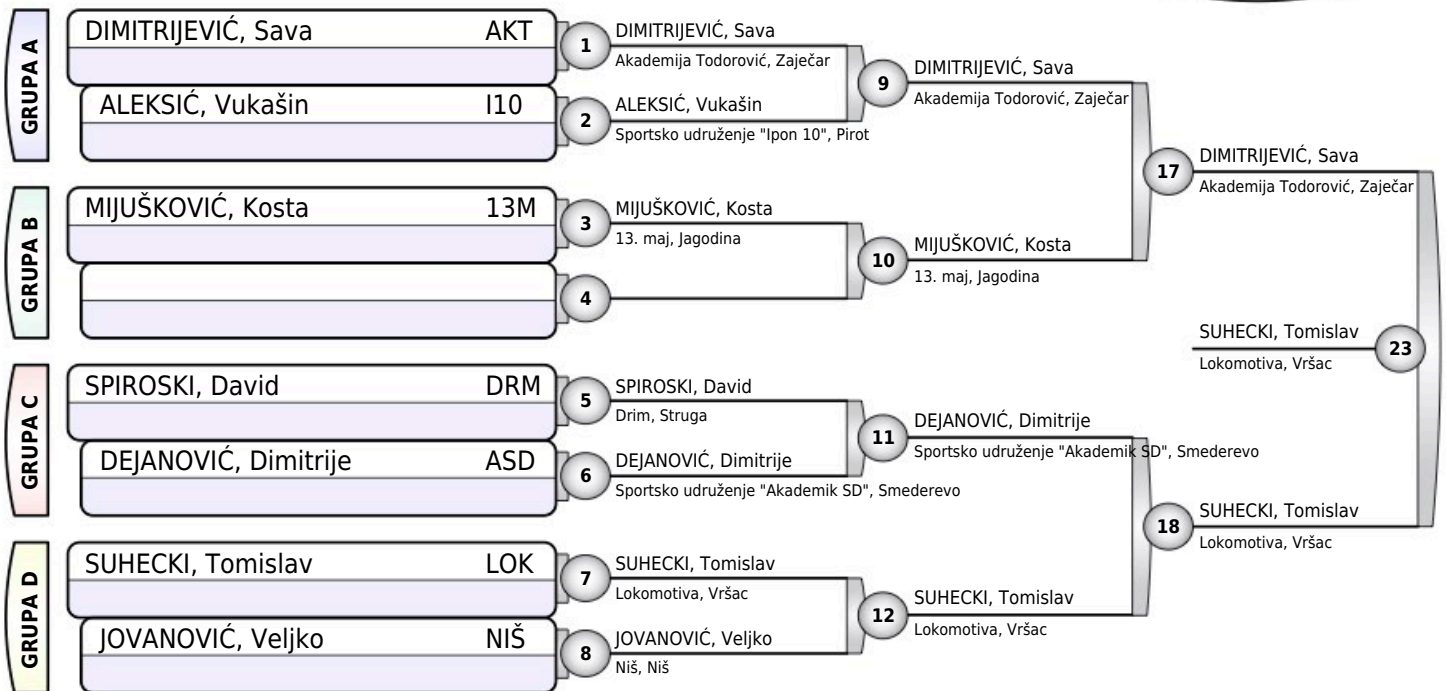 GRUPA A
DIMITRIJEVIĆ, Sava AKT
ALEKSIĆ, Vukašin I10
GRUPA B
MIJUŠKOVIĆ, Kosta 13M
GRUPA C
SPIROSKI, David DRM
DEJANOVIĆ, Dimitrije ASD
GRUPA D
SUHECKI, Tomislav LOK
JOVANOVIĆ, Veljko NIŠ
1
DIMITRIJEVIĆ, Sava
Akademija Todorović, Zaječar
2
ALEKSIĆ, Vukašin
Sportsko udruženje "Ipon 10", Pirot
3
MIJUŠKOVIĆ, Kosta
13. maj, Jagodina
4
5
SPIROSKI, David
Drim, Struga
6
DEJANOVIĆ, Dimitrije
Sportsko udruženje "Akademik SD", Smederevo
7
SUHECKI, Tomislav
Lokomotiva, Vršac
8
JOVANOVIĆ, Veljko
Niš, Niš
9
DIMITRIJEVIĆ, Sava
Akademija Todorović, Zaječar
10
MIJUŠKOVIĆ, Kosta
13. maj, Jagodina
11
DEJANOVIĆ, Dimitrije
Sportsko udruženje "Akademik SD", Smederevo
12
SUHECKI, Tomislav
Lokomotiva, Vršac
17
DIMITRIJEVIĆ, Sava
Akademija Todorović, Zaječar
18
SUHECKI, Tomislav
Lokomotiva, Vršac
SUHECKI, Tomislav
23
Lokomotiva, Vršac